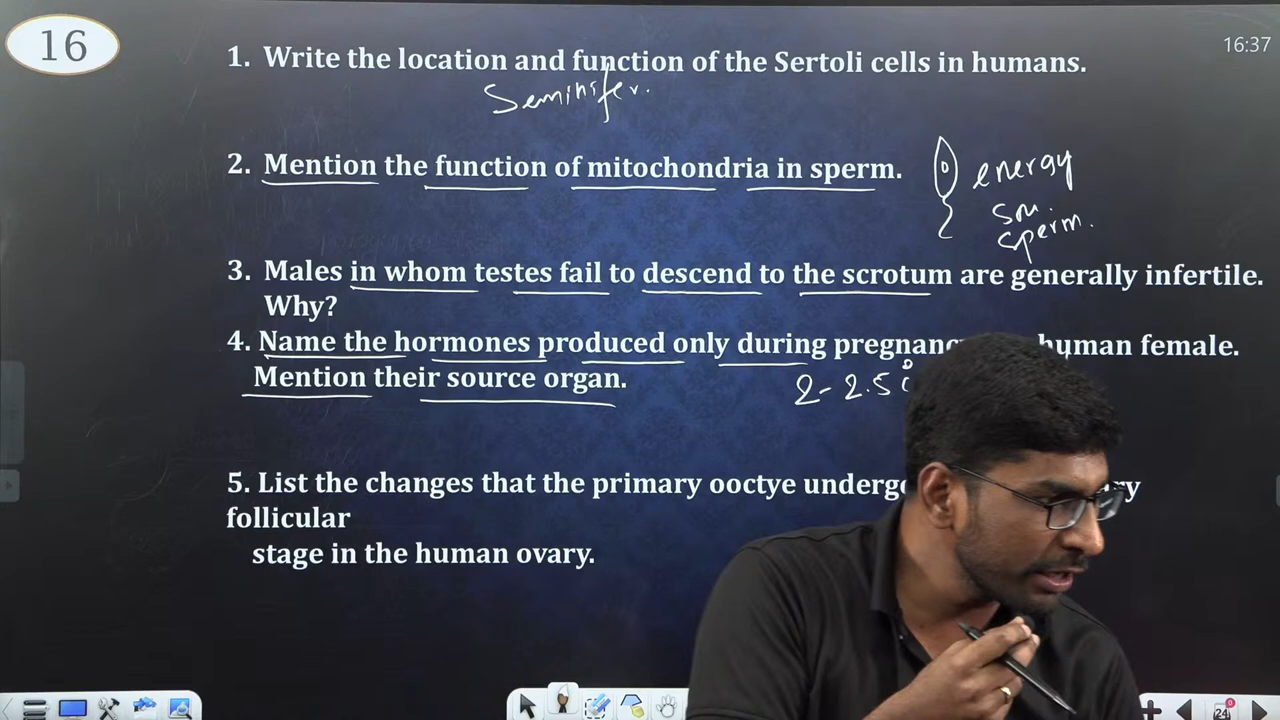 16
16:37
1. Write the location and function of the Sertoli cells in humans.
Seminifer.
2. Mention the function of mitochondria in sperm.
energy
sperm.
3. Males in whom testes fail to descend to the scrotum are generally infertile.
Why?
4. Name the hormones produced only during human female.
Mention their source organ.
2-2.5
5. List the changes that the primary ooctye
follicular
stage in the human ovary.
24